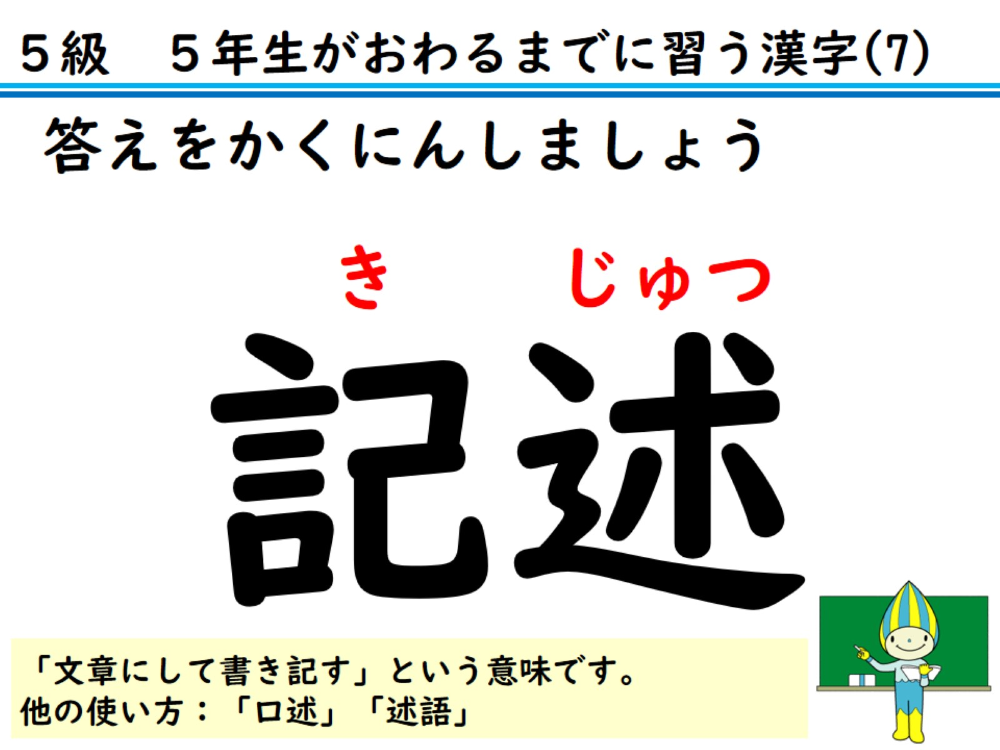 ５級　５年生がおわるまでに習う漢字(7)
答えをかくにんしましょう
き　じゅつ
記述
「文章にして書き記す」という意味です。
他の使い方：「口述」「述語」